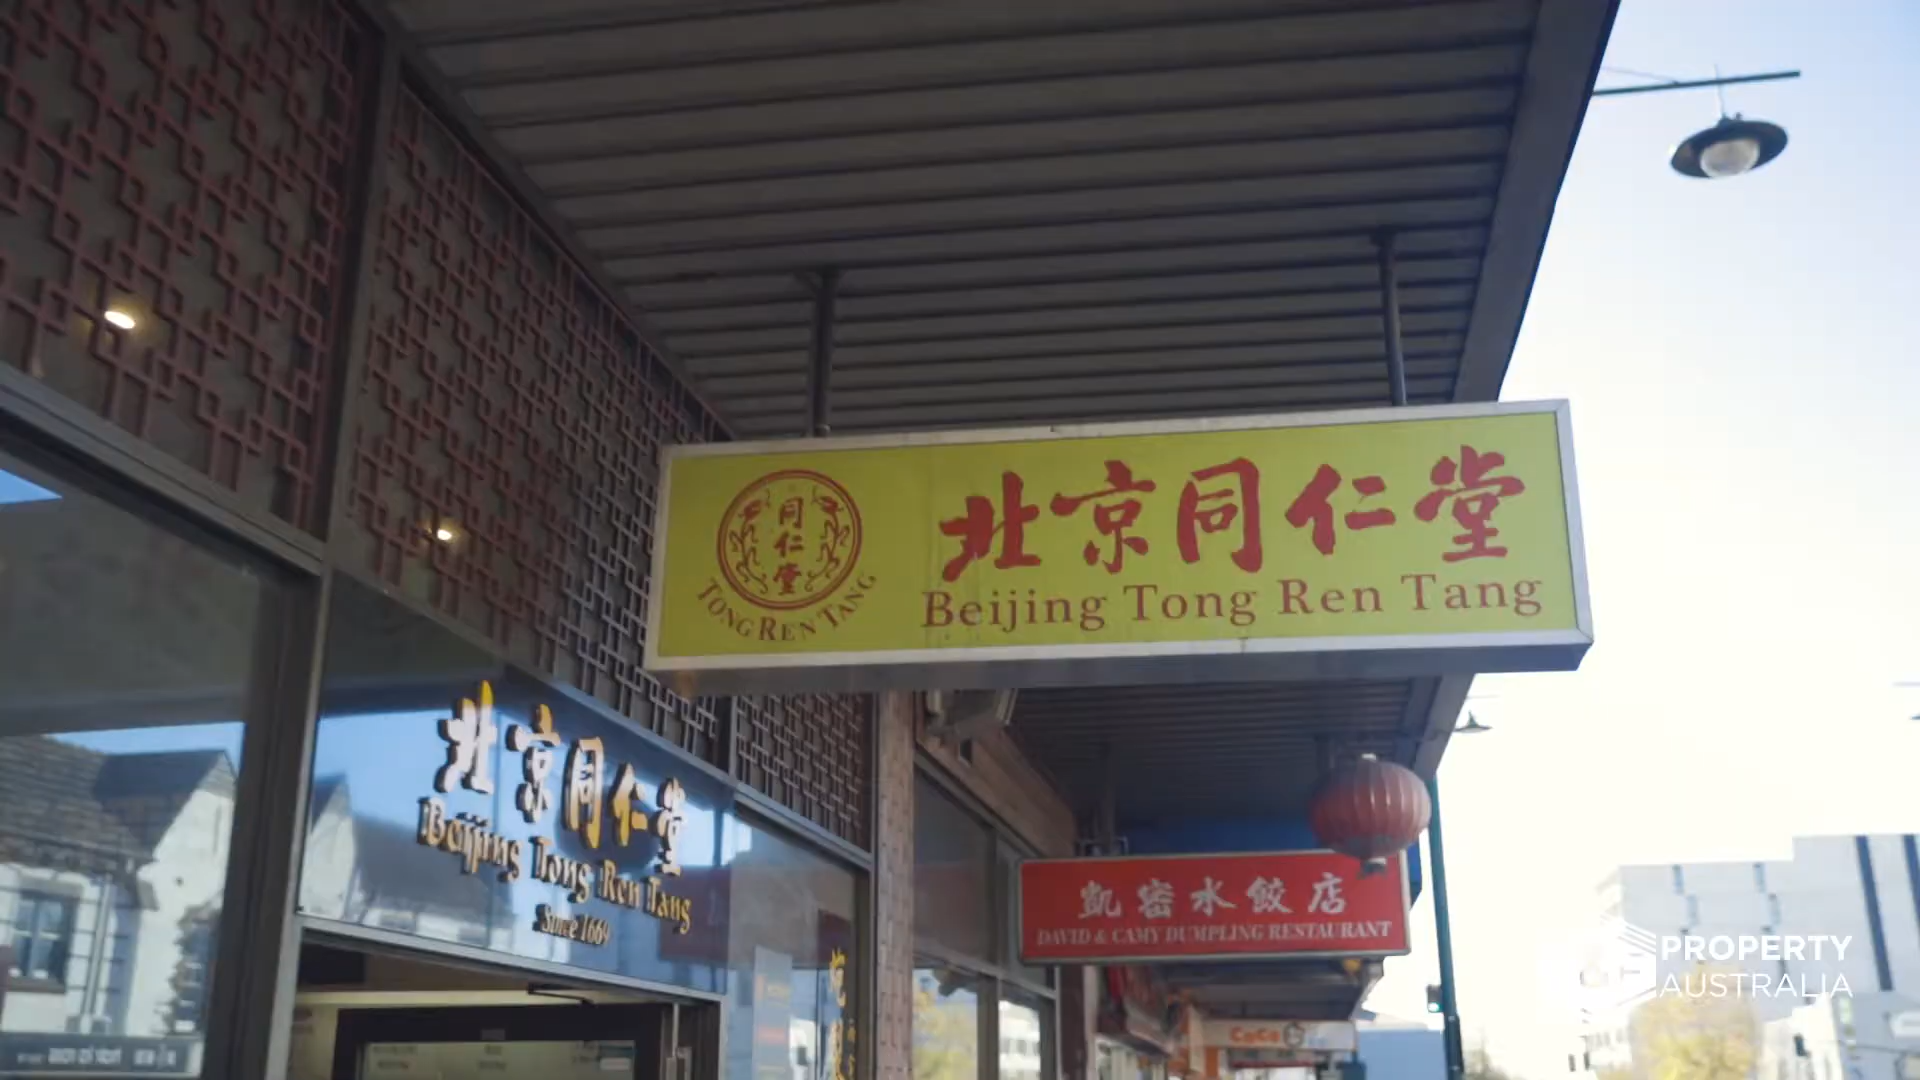 同仁堂
TONG REN TANG
北京同仁堂
Beijing Tong Ren Tang
北京同仁堂
Beijing Tong Ren Tang
Since 1669
凯密水餃店
DAVID & CAMY DUMPLING RESTAURANT
CoCo
PROPERTY
AUSTRALIA